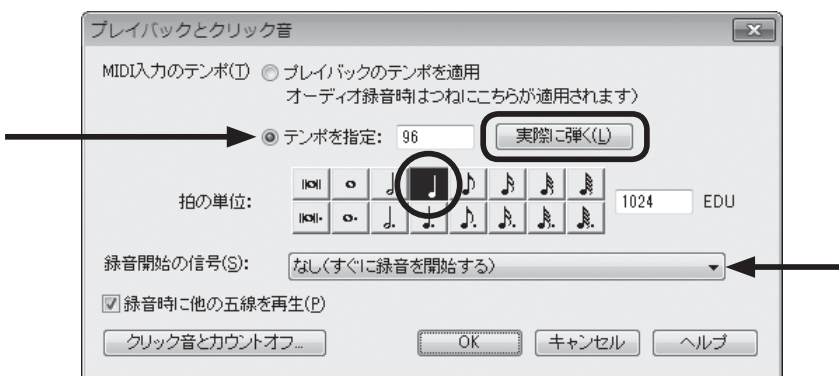 プレイバックとクリック音
MIDI入力のテンポ(T) プレイバックのテンポを適用
オーディオ録音時はつねにこちらが適用されます)
テンポを指定: 96 実際に弾く(L)
拍の単位: 1024 EDU
録音開始の信号(S): なし(すぐに録音を開始する)
録音時に他の五線を再生(P)
クリック音とカウントオフ... OK キャンセル ヘルプ